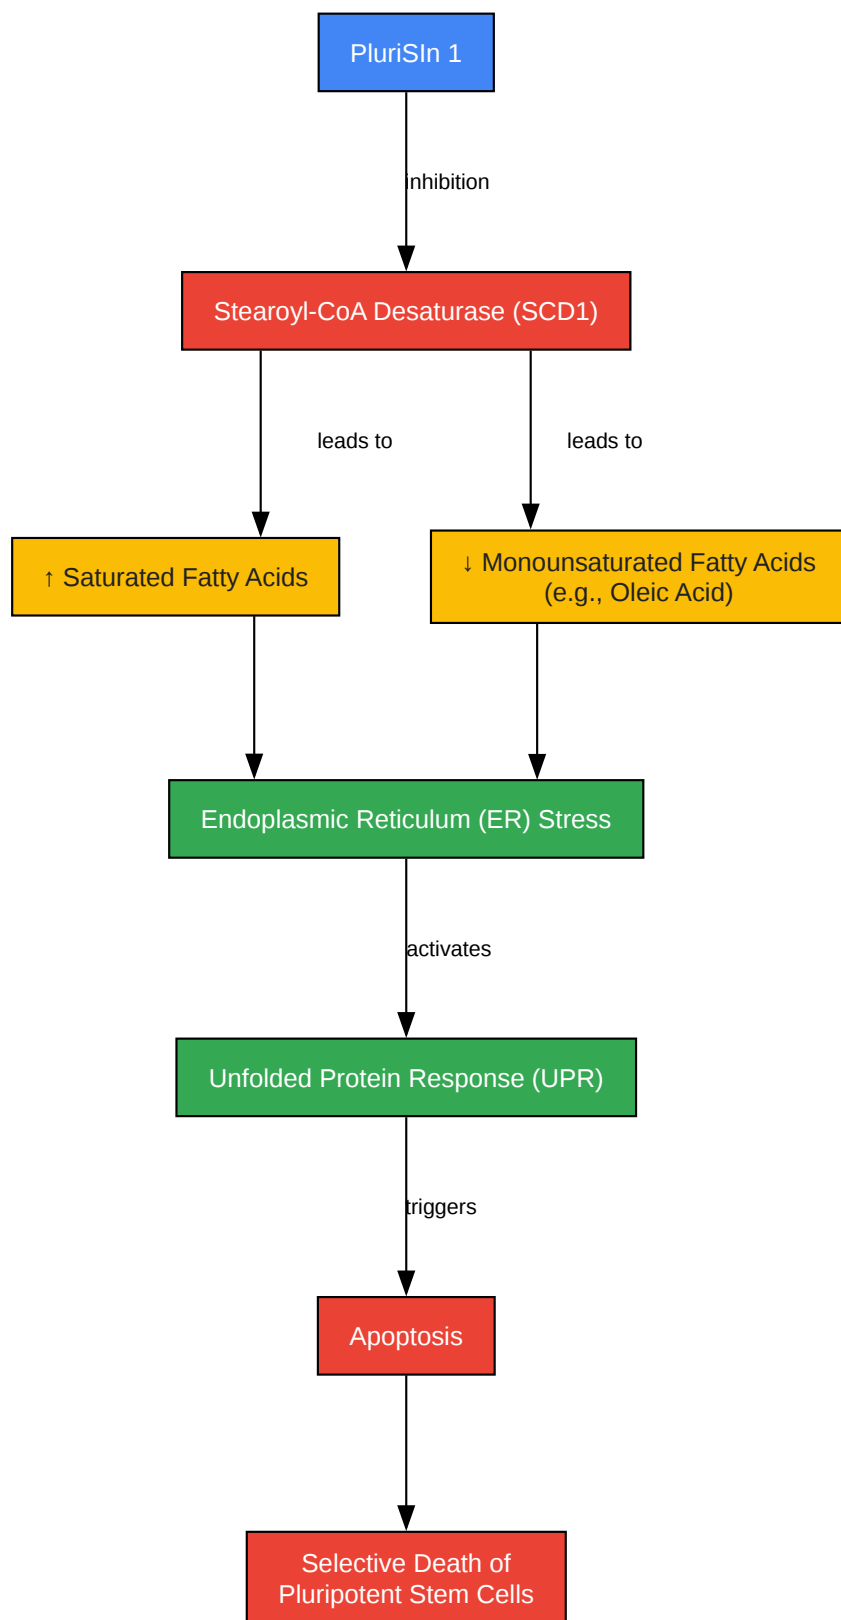 PluriSIn 1
inhibition
Stearoyl-CoA Desaturase (SCD1)
leads to
leads to
↑ Saturated Fatty Acids
↓ Monounsaturated Fatty Acids
(e.g., Oleic Acid)
Endoplasmic Reticulum (ER) Stress
activates
Unfolded Protein Response (UPR)
triggers
Apoptosis
Selective Death of
Pluripotent Stem Cells